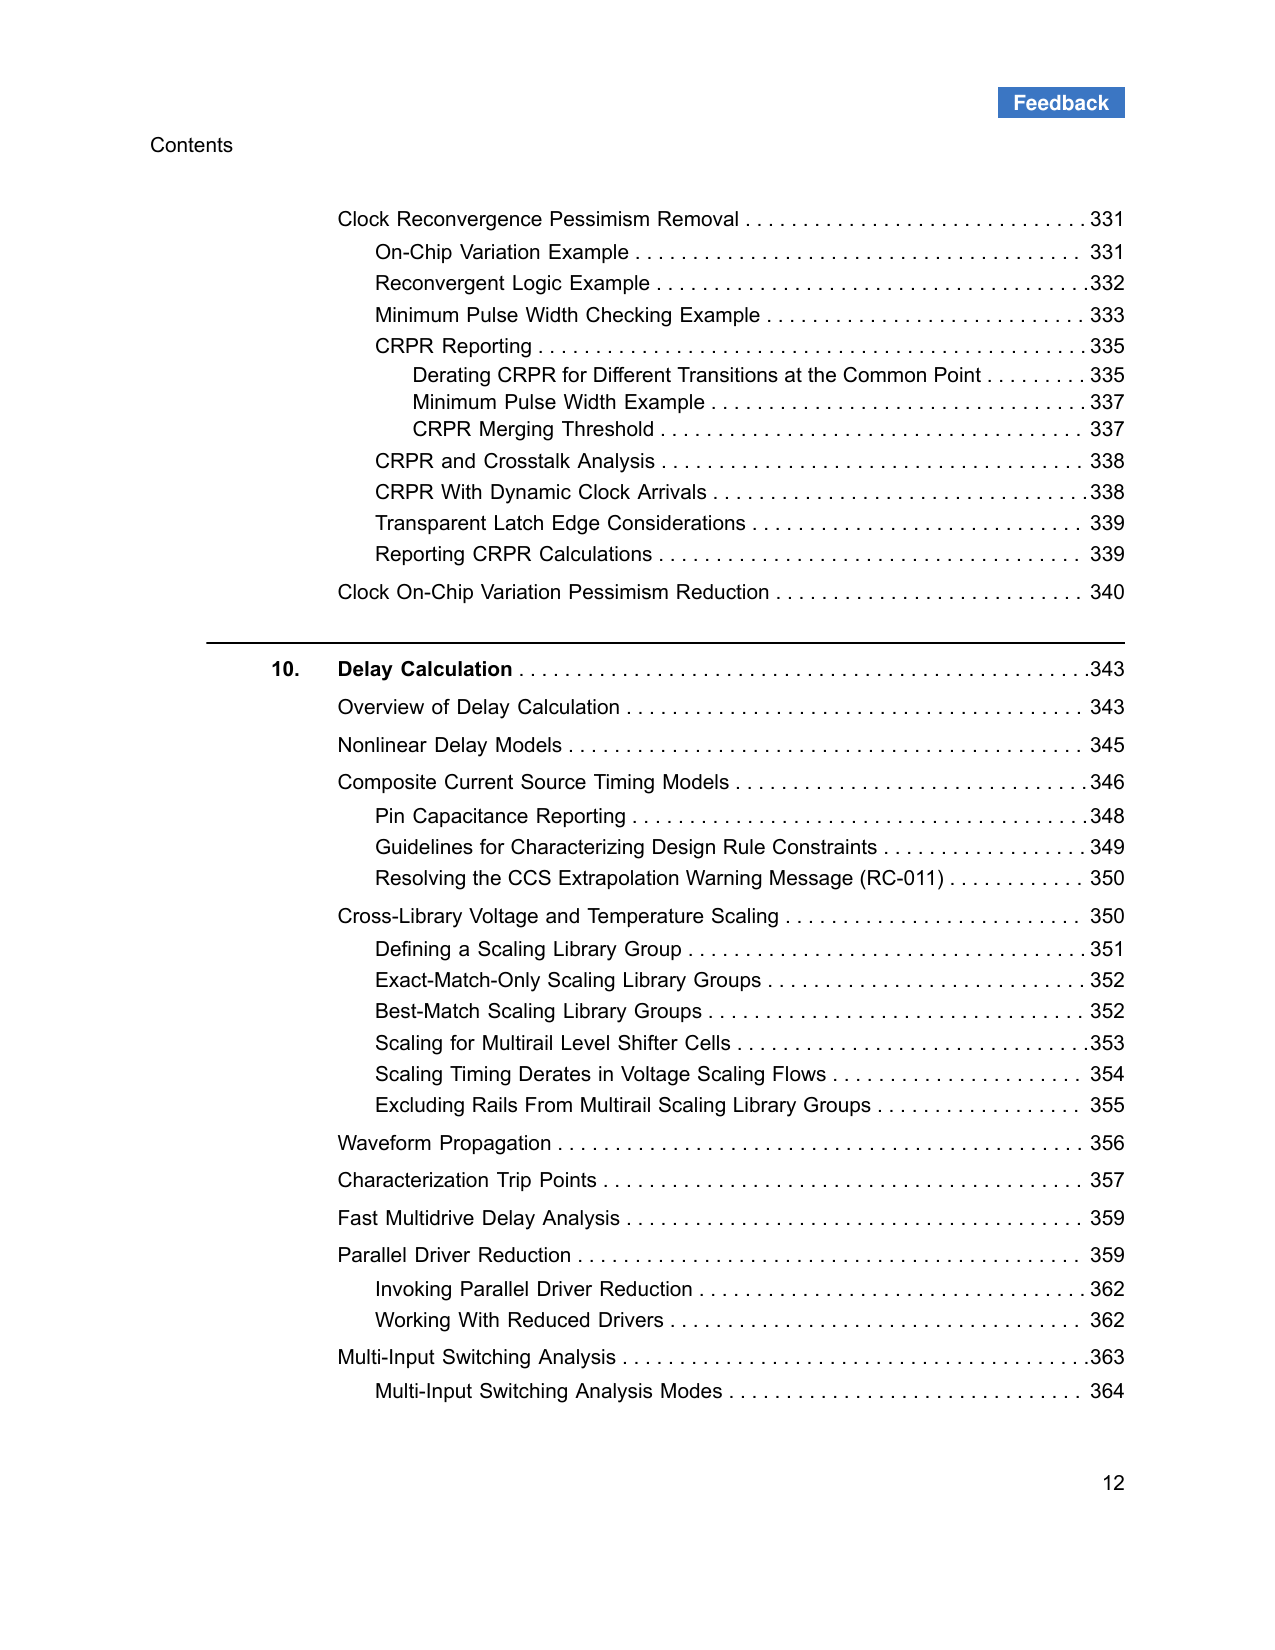 Feedback
Contents
Clock Reconvergence Pessimism Removal . . . . . . . . . . . . . . . . . . . . . . . . . . . . . . 331
On-Chip Variation Example . . . . . . . . . . . . . . . . . . . . . . . . . . . . . . . . . . . . . . . 331
Reconvergent Logic Example . . . . . . . . . . . . . . . . . . . . . . . . . . . . . . . . . . . . . .332
Minimum Pulse Width Checking Example . . . . . . . . . . . . . . . . . . . . . . . . . . . . 333
CRPR Reporting . . . . . . . . . . . . . . . . . . . . . . . . . . . . . . . . . . . . . . . . . . . . . . . . 335
Derating CRPR for Different Transitions at the Common Point . . . . . . . . . 335
Minimum Pulse Width Example . . . . . . . . . . . . . . . . . . . . . . . . . . . . . . . . . 337
CRPR Merging Threshold . . . . . . . . . . . . . . . . . . . . . . . . . . . . . . . . . . . . . 337
CRPR and Crosstalk Analysis . . . . . . . . . . . . . . . . . . . . . . . . . . . . . . . . . . . . . 338
CRPR With Dynamic Clock Arrivals . . . . . . . . . . . . . . . . . . . . . . . . . . . . . . . . .338
Transparent Latch Edge Considerations . . . . . . . . . . . . . . . . . . . . . . . . . . . . . 339
Reporting CRPR Calculations . . . . . . . . . . . . . . . . . . . . . . . . . . . . . . . . . . . . . 339
Clock On-Chip Variation Pessimism Reduction . . . . . . . . . . . . . . . . . . . . . . . . . . . 340
10. Delay Calculation . . . . . . . . . . . . . . . . . . . . . . . . . . . . . . . . . . . . . . . . . . . . . . . . . .343
Overview of Delay Calculation . . . . . . . . . . . . . . . . . . . . . . . . . . . . . . . . . . . . . . . . 343
Nonlinear Delay Models . . . . . . . . . . . . . . . . . . . . . . . . . . . . . . . . . . . . . . . . . . . . . 345
Composite Current Source Timing Models . . . . . . . . . . . . . . . . . . . . . . . . . . . . . . . 346
Pin Capacitance Reporting . . . . . . . . . . . . . . . . . . . . . . . . . . . . . . . . . . . . . . . . 348
Guidelines for Characterizing Design Rule Constraints . . . . . . . . . . . . . . . . . . 349
Resolving the CCS Extrapolation Warning Message (RC-011) . . . . . . . . . . . . 350
Cross-Library Voltage and Temperature Scaling . . . . . . . . . . . . . . . . . . . . . . . . . . 350
Defining a Scaling Library Group . . . . . . . . . . . . . . . . . . . . . . . . . . . . . . . . . . . 351
Exact-Match-Only Scaling Library Groups . . . . . . . . . . . . . . . . . . . . . . . . . . . . 352
Best-Match Scaling Library Groups . . . . . . . . . . . . . . . . . . . . . . . . . . . . . . . . . 352
Scaling for Multirail Level Shifter Cells . . . . . . . . . . . . . . . . . . . . . . . . . . . . . . .353
Scaling Timing Derates in Voltage Scaling Flows . . . . . . . . . . . . . . . . . . . . . . 354
Excluding Rails From Multirail Scaling Library Groups . . . . . . . . . . . . . . . . . . 355
Waveform Propagation . . . . . . . . . . . . . . . . . . . . . . . . . . . . . . . . . . . . . . . . . . . . . . 356
Characterization Trip Points . . . . . . . . . . . . . . . . . . . . . . . . . . . . . . . . . . . . . . . . . . 357
Fast Multidrive Delay Analysis . . . . . . . . . . . . . . . . . . . . . . . . . . . . . . . . . . . . . . . . 359
Parallel Driver Reduction . . . . . . . . . . . . . . . . . . . . . . . . . . . . . . . . . . . . . . . . . . . . 359
Invoking Parallel Driver Reduction . . . . . . . . . . . . . . . . . . . . . . . . . . . . . . . . . . 362
Working With Reduced Drivers . . . . . . . . . . . . . . . . . . . . . . . . . . . . . . . . . . . . 362
Multi-Input Switching Analysis . . . . . . . . . . . . . . . . . . . . . . . . . . . . . . . . . . . . . . . . .363
Multi-Input Switching Analysis Modes . . . . . . . . . . . . . . . . . . . . . . . . . . . . . . . 364
12